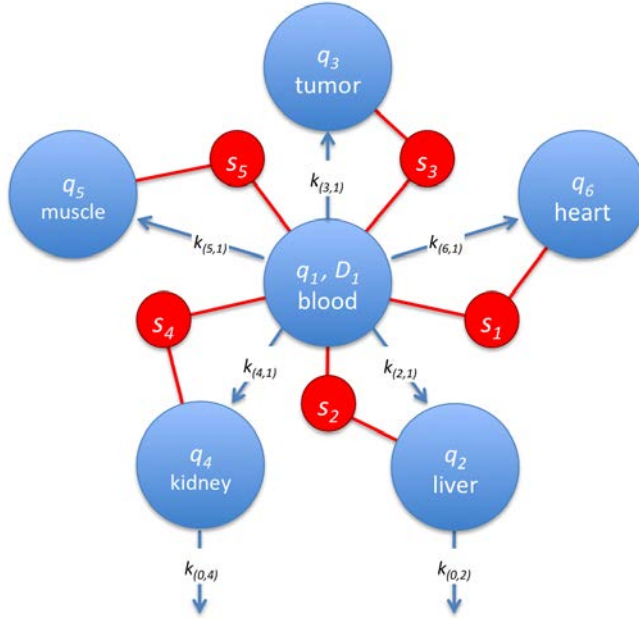 q3
tumor
s5
s3
q5
muscle
k(3,1)
q6
heart
k(5,1)
k(6,1)
q1, D1
blood
s4
s1
k(4,1)
k(2,1)
s2
q4
kidney
q2
liver
k(0,4)
k(0,2)